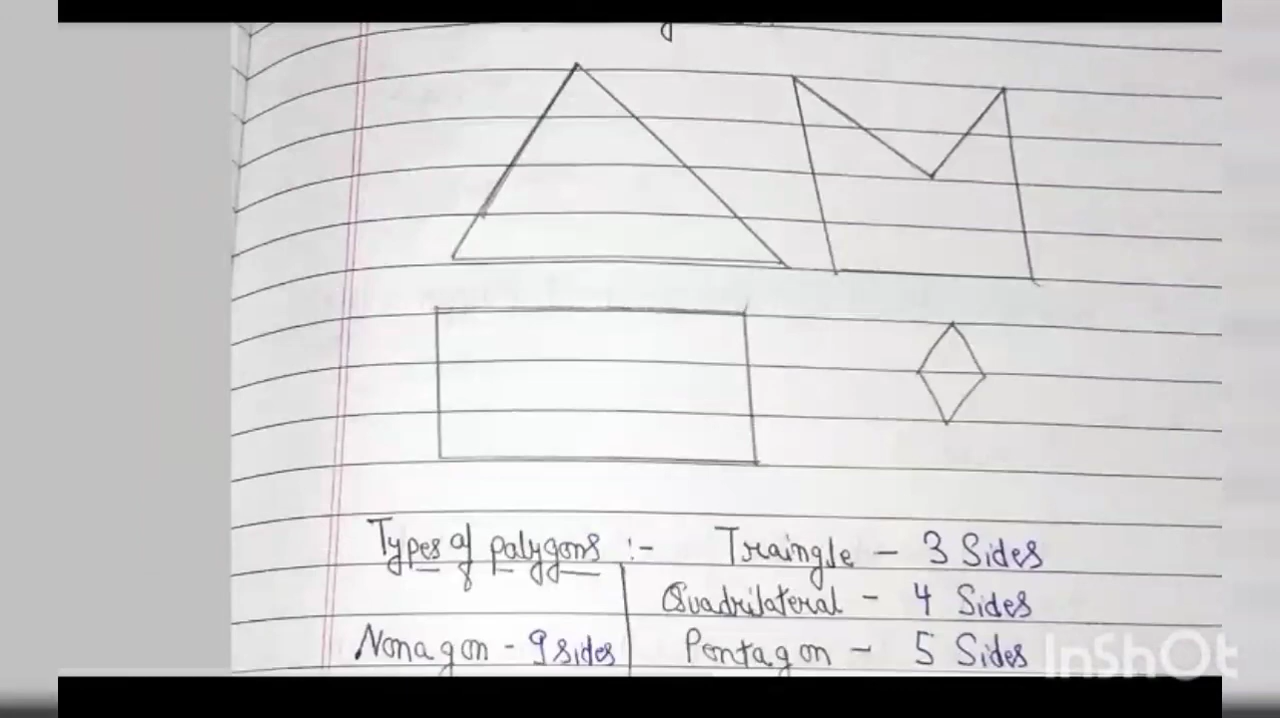 Types of polygons :- Traingle - 3 Sides
Quadrilateral - 4 Sides
Nonagon - 9 sides Pentagon - 5 Sides
InShOt